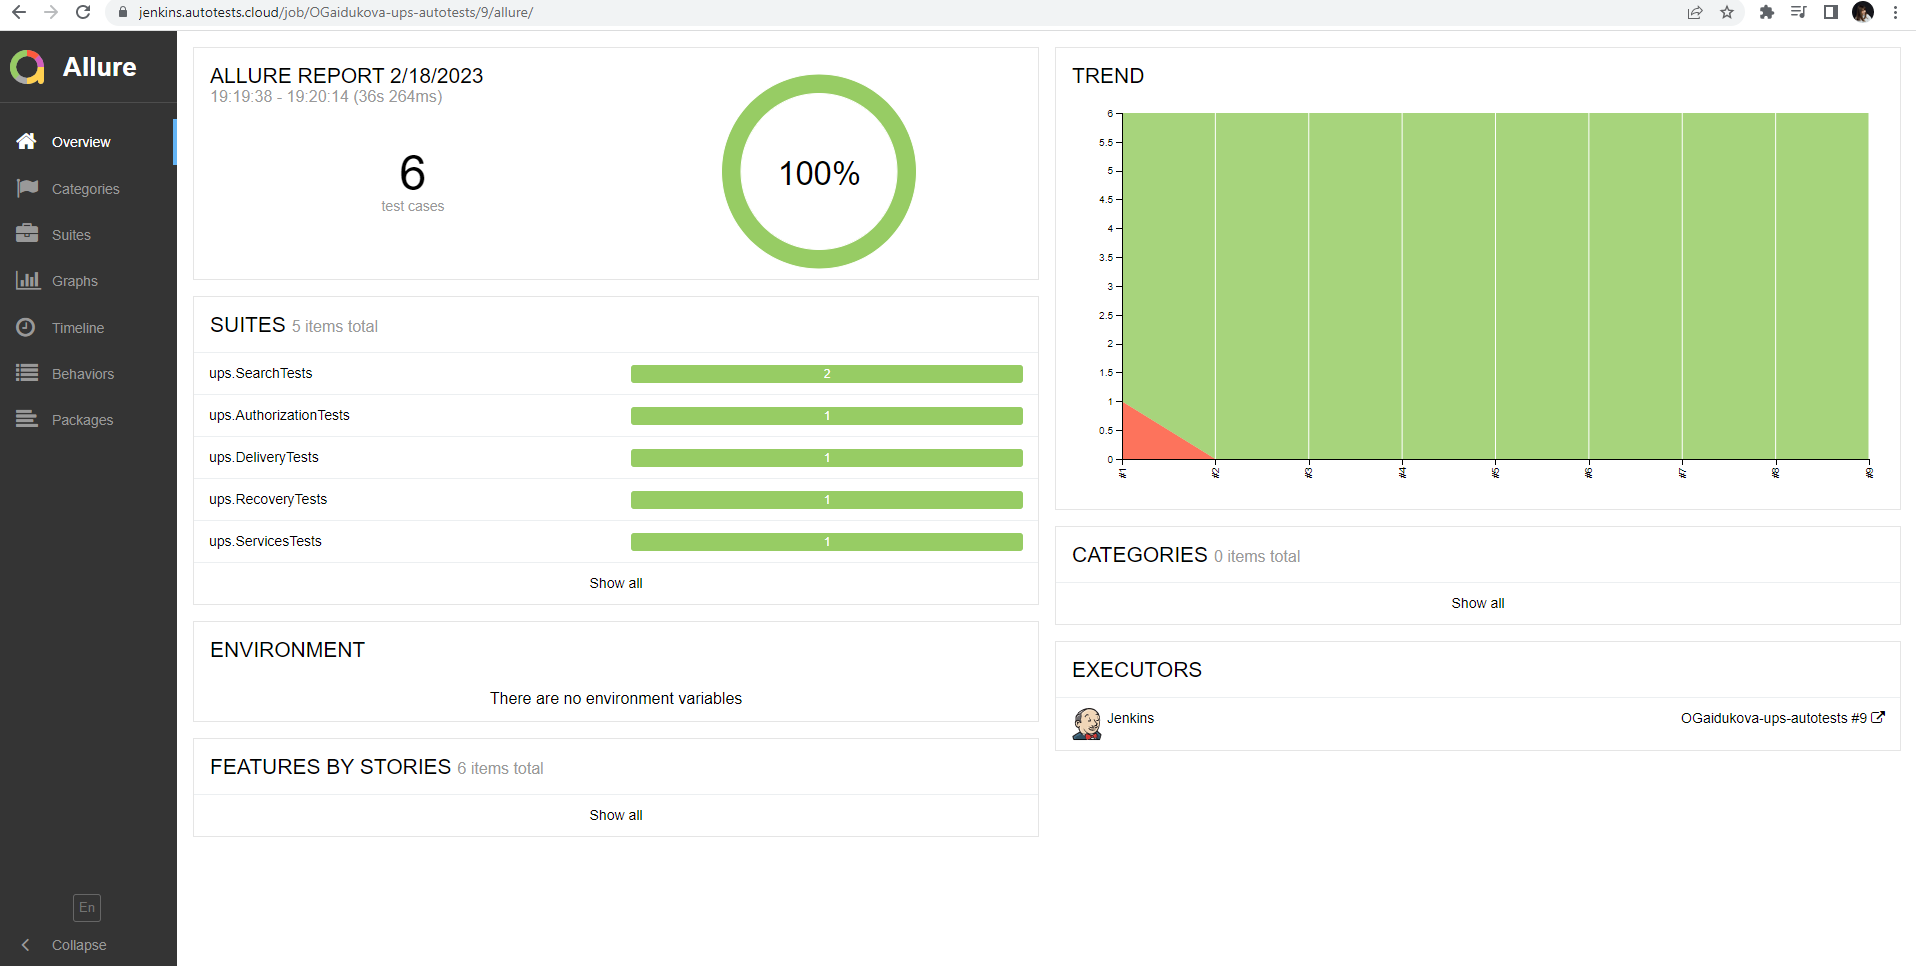 jenkins.autotests.cloud/job/OGaidukova-ups-autotests/9/allure/
Allure
Overview
Categories
Suites
Graphs
Timeline
Behaviors
Packages
En
Collapse
ALLURE REPORT 2/18/2023
19:19:38 - 19:20:14 (36s 264ms)
6
test cases
100%
SUITES 5 items total
ups.SearchTests 2
ups.AuthorizationTests 1
ups.DeliveryTests 1
ups.RecoveryTests 1
ups.ServicesTests 1
Show all
ENVIRONMENT
There are no environment variables
FEATURES BY STORIES 6 items total
Show all
TREND
6
5.5
5
4.5
4
3.5
3
2.5
2
1.5
1
0.5
0
#1 #2 #3 #4 #5 #6 #7 #8 #9
CATEGORIES 0 items total
Show all
EXECUTORS
Jenkins OGaidukova-ups-autotests #9